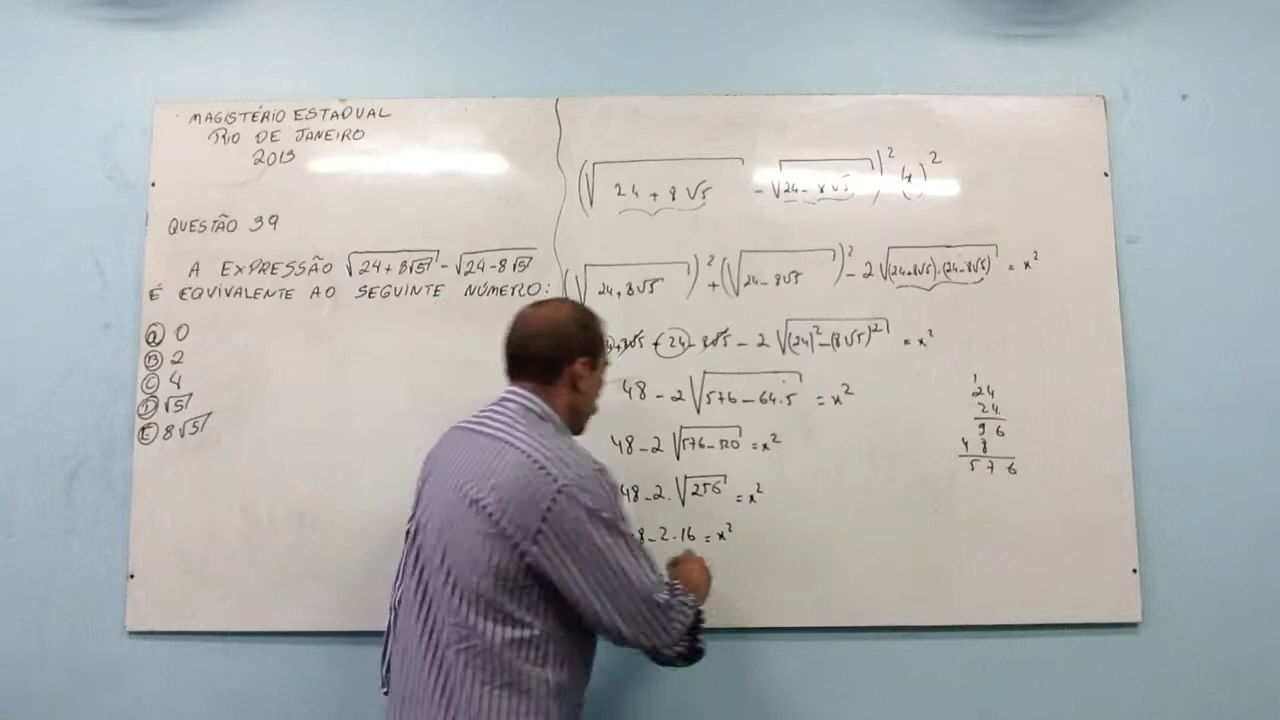 MAGISTÉRIO ESTADUAL
RIO DE JANEIRO
2013
QUESTÃO 39
A EXPRESSÃO √(24+8√5) - √(24-8√5)
É EQUIVALENTE AO SEGUINTE NÚMERO:
A 0
B 2
C 4
D √5
E 8√5
(√(24+8√5) - √(24-8√5))² (x)²
(√(24+8√5))² + (√(24-8√5))² - 2√((24+8√5).(24-8√5)) = x²
+8√5 + 24 - 8√5 - 2√((24)²-(8√5)²) = x²
48 - 2√(576-64.5) = x²
48-2√(576-320) = x²
48-2.√256 = x²
8-2.16 = x²
1
24
24
96
48
576